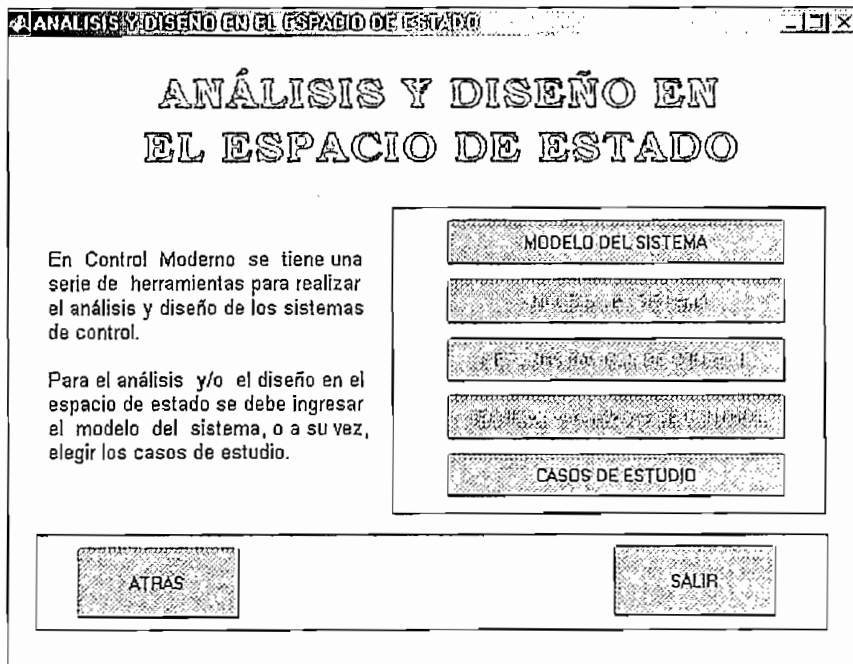 ANALISIS Y DISEÑO EN EL ESPACIO DE ESTADO
ANÁLISIS Y DISEÑO EN
EL ESPACIO DE ESTADO
En Control Moderno se tiene una
serie de herramientas para realizar
el análisis y diseño de los sistemas
de control.
Para el análisis y/o el diseño en el
espacio de estado se debe ingresar
el modelo del sistema, o a su vez,
elegir los casos de estudio.
MODELO DEL SISTEMA
DE CONTROL
CASOS DE ESTUDIO
ATRAS
SALIR